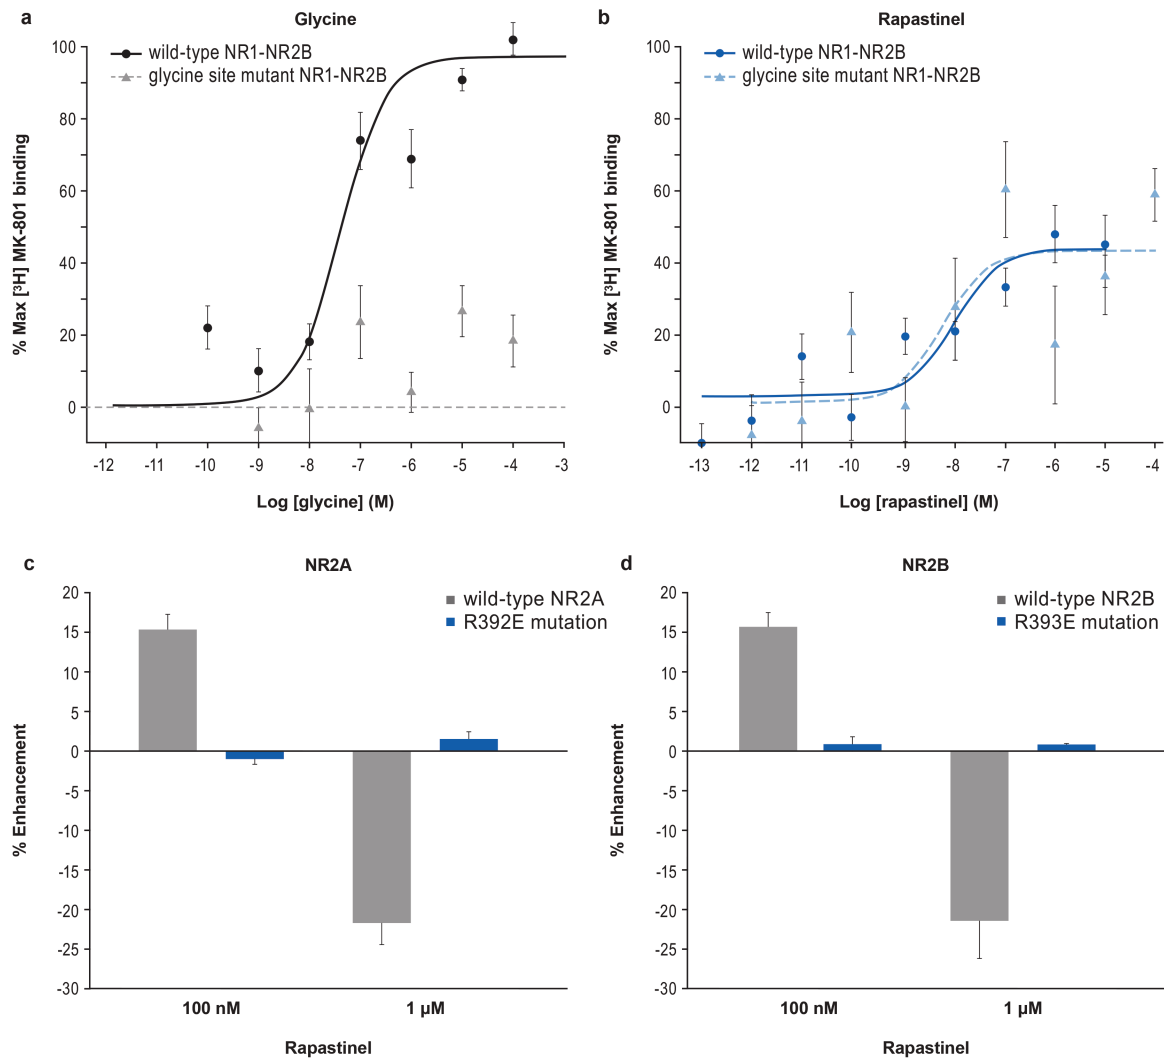 a
Glycine
% Max [³H] MK-801 binding
100
80
60
40
20
0
wild-type NR1-NR2B
glycine site mutant NR1-NR2B
-12 -11 -10 -9 -8 -7 -6 -5 -4 -3
Log [glycine] (M)
b
Rapastinel
% Max [³H] MK-801 binding
100
80
60
40
20
0
wild-type NR1-NR2B
glycine site mutant NR1-NR2B
-13 -12 -11 -10 -9 -8 -7 -6 -5 -4
Log [rapastinel] (M)
c
NR2A
% Enhancement
20
15
10
5
0
-5
-10
-15
-20
-25
-30
wild-type NR2A
R392E mutation
100 nM 1 µM
Rapastinel
d
NR2B
% Enhancement
20
15
10
5
0
-5
-10
-15
-20
-25
-30
wild-type NR2B
R393E mutation
100 nM 1 µM
Rapastinel